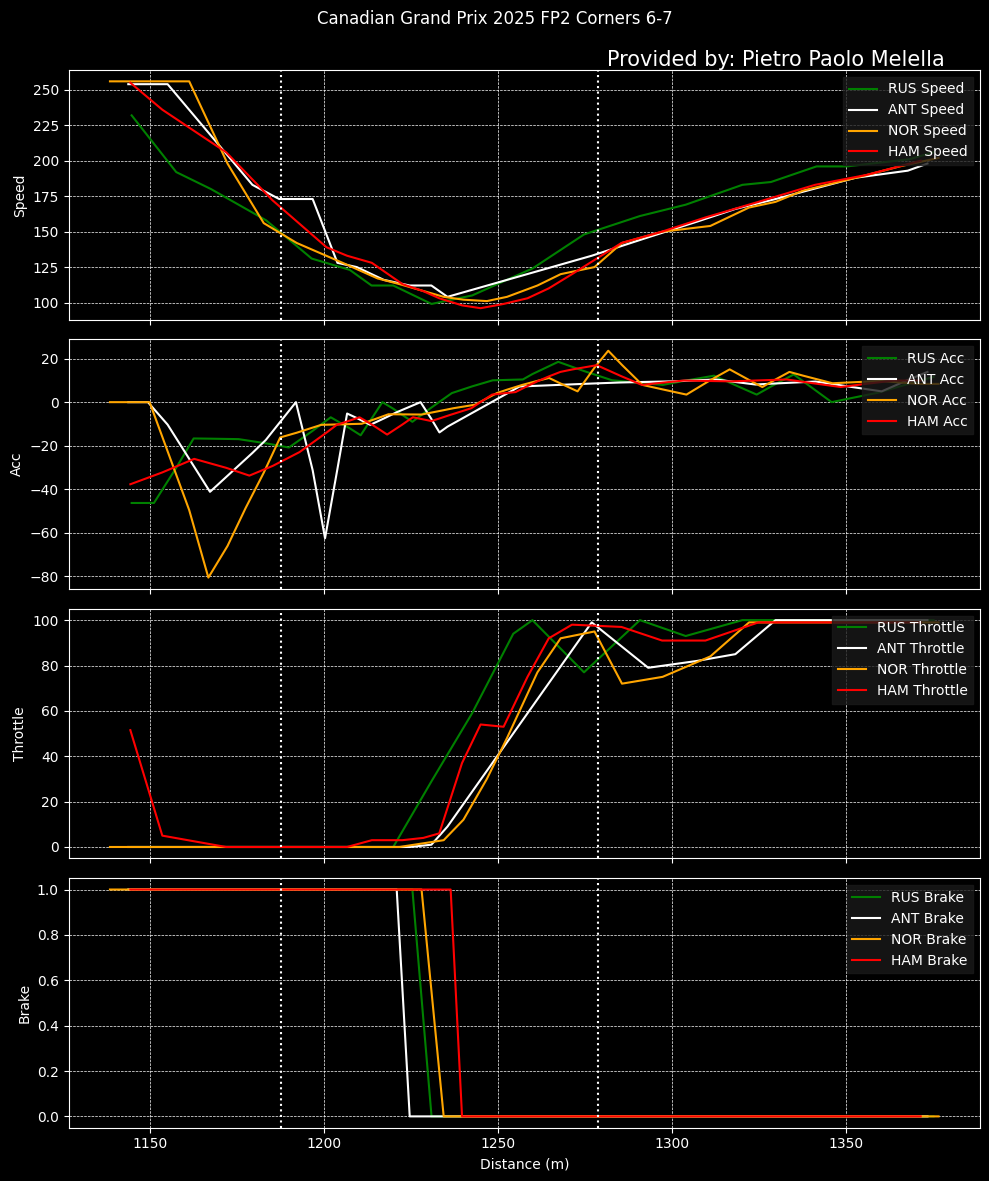 Canadian Grand Prix 2025 FP2 Corners 6-7
Provided by: Pietro Paolo Melella
250
225
200
175
150
125
100
Speed
RUS Speed
ANT Speed
NOR Speed
HAM Speed
20
0
−20
−40
−60
−80
Acc
RUS Acc
ANT Acc
NOR Acc
HAM Acc
100
80
60
40
20
0
Throttle
RUS Throttle
ANT Throttle
NOR Throttle
HAM Throttle
1.0
0.8
0.6
0.4
0.2
0.0
Brake
RUS Brake
ANT Brake
NOR Brake
HAM Brake
1150 1200 1250 1300 1350
Distance (m)